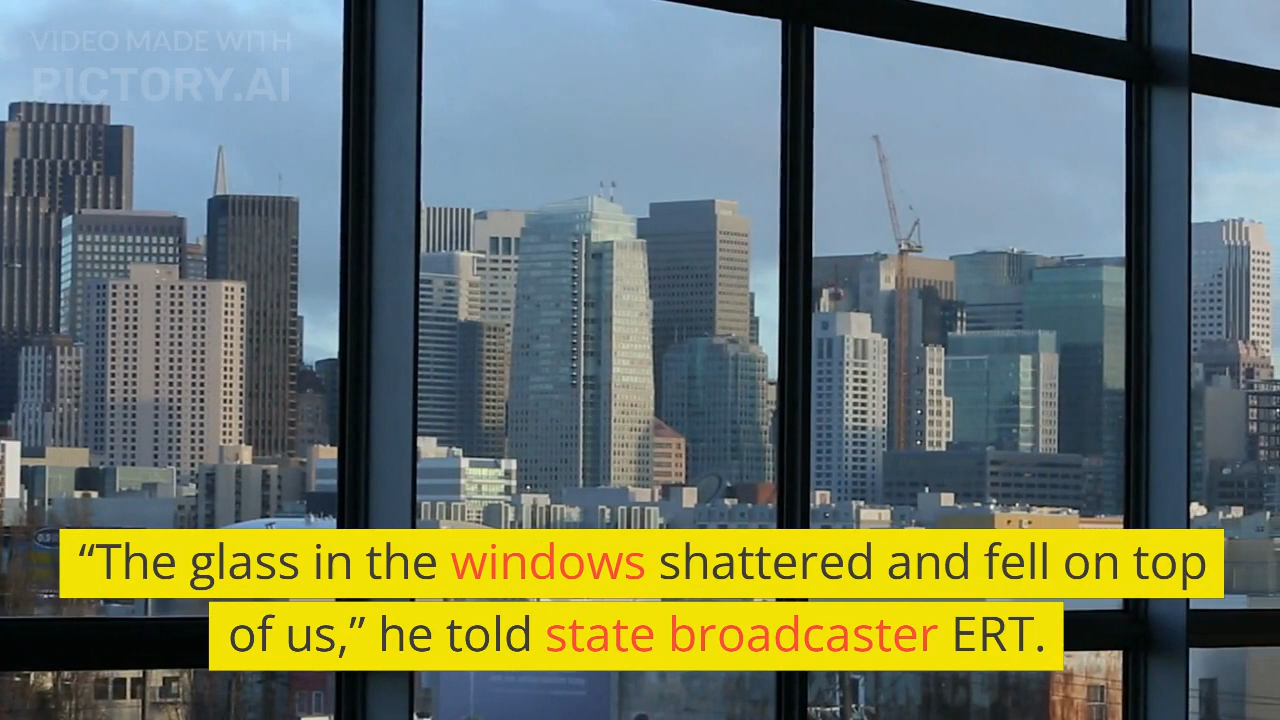 VIDEO MADE WITH
PICTORY.AI
“The glass in the windows shattered and fell on top
of us,” he told state broadcaster ERT.